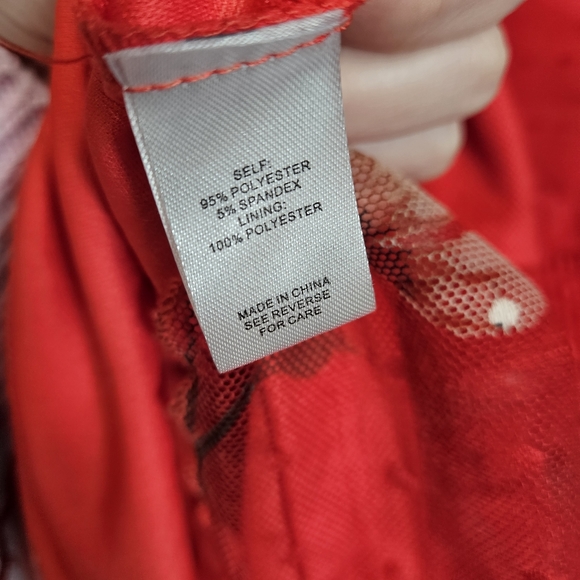 SELF:
95% POLYESTER
5% SPANDEX
LINING:
100% POLYESTER
MADE IN CHINA
SEE REVERSE
FOR CARE